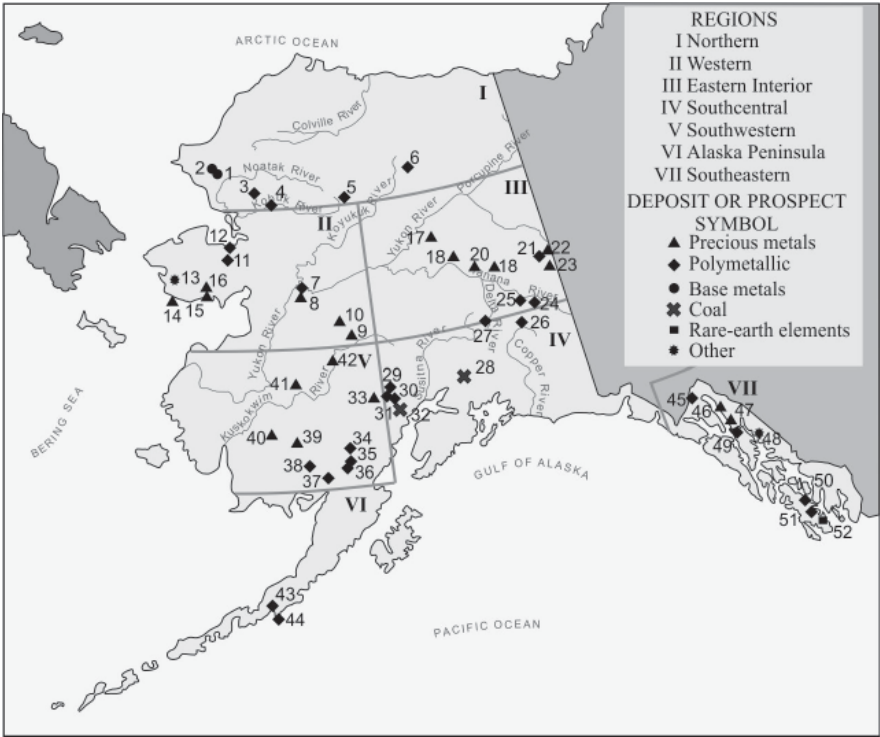 REGIONS
I Northern
II Western
III Eastern Interior
IV Southcentral
V Southwestern
VI Alaska Peninsula
VII Southeastern
DEPOSIT OR PROSPECT
SYMBOL
Precious metals
Polymetallic
Base metals
Coal
Rare-earth elements
Other
ARCTIC OCEAN
I
Colville River
2
1
Noatak River
6
Porcupine River
3
4
5
Kobuk River
III
II
Koyukuk River
Yukon River
12
11
17
18
20
18
21
22
23
13
16
14
15
7
8
Tanana River
Delta River
25
24
10
9
27
26
IV
Yukon River
42
V
Susitna River
Copper River
28
41
Kuskokwim River
29
30
33
31
32
45
46
47
VII
BERING SEA
40
39
34
35
38
36
37
49
48
GULF OF ALASKA
VI
50
51
52
43
44
PACIFIC OCEAN